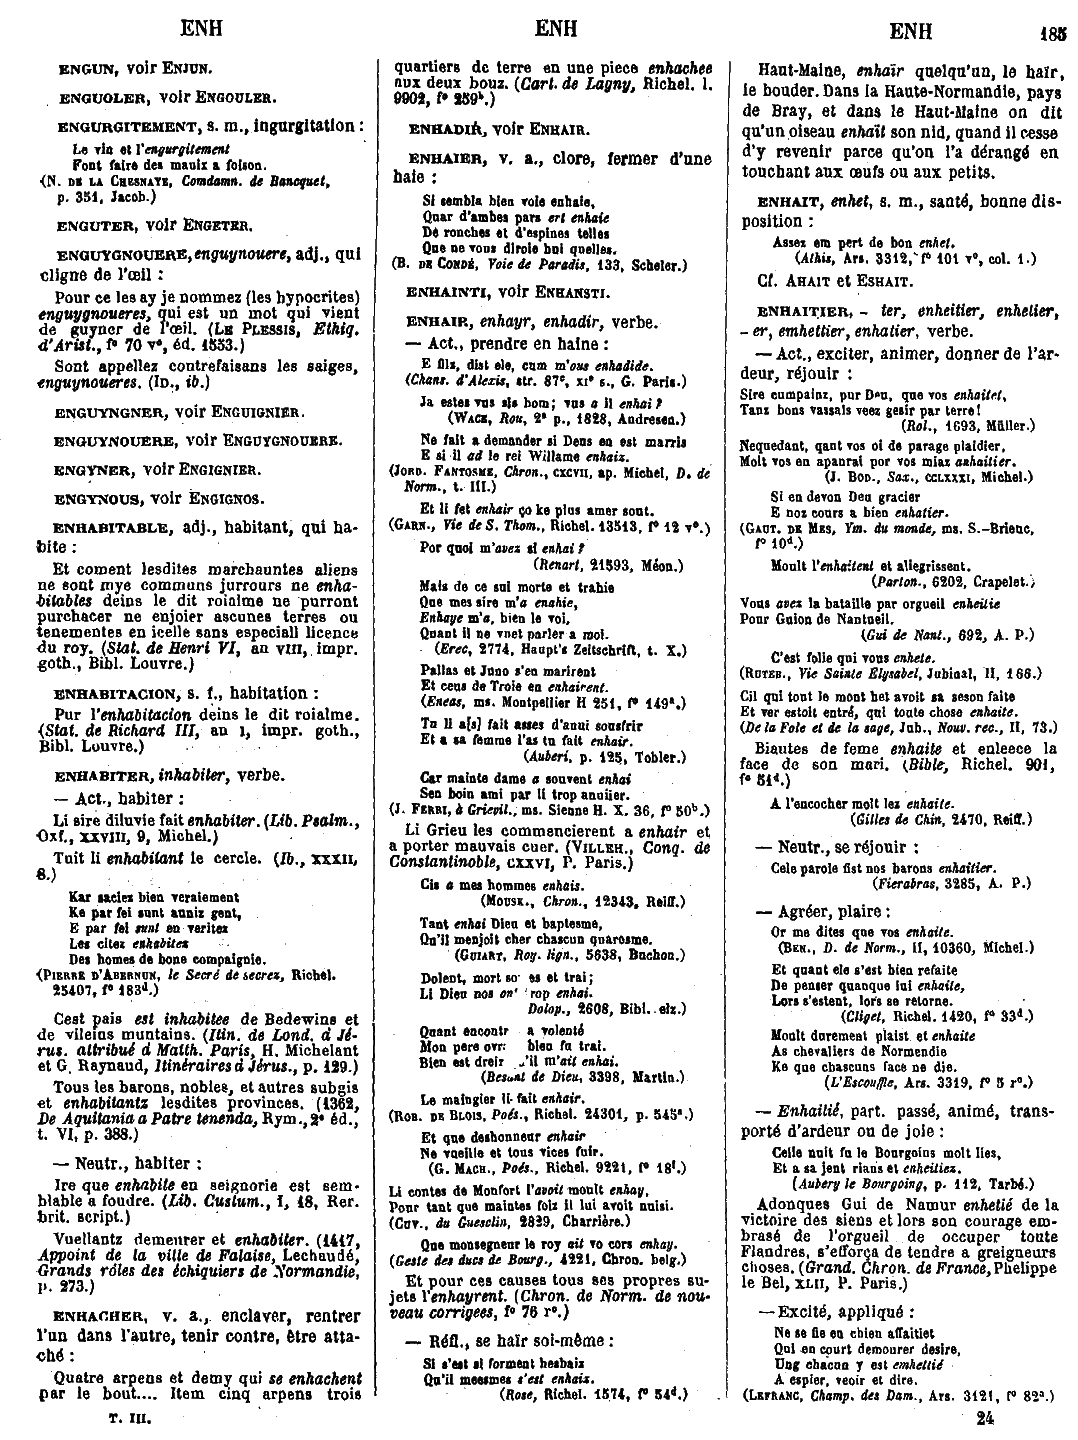 ENH
ENH
ENH
185
ENGUN, voir ENJUN.
ENGUOLER, voir ENGOULER.
ENGURGITEMENT, s. m., ingurgitation :
Le vin et l'engurgitement
Font faire des maulx a foison.
(N. DE LA CHESNAYE, Comdamn. de Bancquet,
p. 351, Jacob.)
ENGUTER, voir ENGETER.
ENGUYGNOUERE, enguynouere, adj., qui
cligne de l'œil :
Pour ce les ay je nommez (les hypocrites)
enguygnoueres, qui est un mot qui vient
de guyner de l'œil. (LE PLESSIS, Ethiq.
d'Arist., f° 70 v°, éd. 1553.)
Sont appellez contrefaisans les saiges,
enguynoueres. (ID., ib.)
ENGUYNGNER, voir ENGUIGNIER.
ENGUYNOUERE, voir ENGUYGNOUERE.
ENGYNER, voir ENGIGNIER.
ENGYNOUS, voir ENGIGNOS.
ENHABITABLE, adj., habitant, qui ha-
bite :
Et coment lesdites marchauntes aliens
ne sont mye communs jurrours ne enha-
bitables deins le dit roialme ne purront
purchacer ne enjoier ascunes terres ou
tenementes en icelle sans especiall licence
du roy. (Stat. de Henri VI, an VIII, impr.
goth., Bibl. Louvre.)
ENHABITACION, s. f., habitation :
Pur l'enhabitacion deins le dit roialme.
(Stat. de Richard III, an I, impr. goth.,
Bibl. Louvre.)
ENHABITER, inhabiter, verbe.
— Act., habiter :
Li sire diluvie fait enhabiter. (Lib. Psalm.,
Oxf., XXVIII, 9, Michel.)
Tuit li enhabitant le cercle. (Ib., XXXII,
8.)
Kar saciez bien veraiement
Ke par fei sunt auniz gent,
E par fei sunt en veritez
Les citez enhabitez
Des homes de bone compaignie.
(PIERRE D'ABERNUN, le Secré de secrez, Richel.
25407, f° 183d.)
Cest pais est inhabitee de Bedewins et
de vileins muntains. (Itin. de Lond. à Jé-
rus. attribué à Matth. Paris, H. Michelant
et G. Raynaud, Itinéraires à Jérus., p. 129.)
Tous les barons, nobles, et autres subgis
et enhabitantz lesdites provinces. (1362,
De Aquitania a Patre tenenda, Rym., 2e éd.,
t. VI, p. 388.)
— Neutr., habiter :
Ire que enhabite en seignorie est sem-
blable a foudre. (Lib. Custum., I, 18, Rer.
brit. script.)
Vuellantz demeurer et enhabiter. (1417,
Appoint de la ville de Falaise, Lechaudé,
Grands rôles des échiquiers de Normandie,
p. 273.)
ENHACHER, v. a., enclaver, rentrer
l'un dans l'autre, tenir contre, être atta-
ché :
Quatre arpens et demy qui se enhachent
par le bout.... Item cinq arpens trois
T. III.
quartiers de terre en une piece enhachee
aux deux bouz. (Cart. de Lagny, Richel. l.
9902, f° 259b.)
ENHADIR, voir ENHAIR.
ENHAIER, v. a., clore, fermer d'une
haie :
Si sembla bien voie enhaie,
Quar d'ambes pars ert enhaie
De ronches et d'espines telles
Que ne vous diroie hui quelles.
(B. DE CONDÉ, Voie de Paradis, 133, Scheler.)
ENHAINTI, voir ENHANSTI.
ENHAIR, enhayr, enhadir, verbe.
— Act., prendre en haine :
E filz, dist ele, cum m'ous enhadide.
(Chans. d'Alexis, str. 87e, XIe s., G. Paris.)
Ja estes vus sis hom; vus a il enhai ?
(WACE, Rou, 2e p., 1828, Andresen.)
Ne fait a demander si Deus en est marris
E si il ad le rei Willame enhaiz.
(JORD. FANTOSME, Chron., CXCVII, ap. Michel, D. de
Norm., t. III.)
Et li fet enhair ço ke plus amer sont.
(GARN., Vie de S. Thom., Richel. 13513, f° 12 v°.)
Por quoi m'avez si enhai ?
(Renart, 21593, Méon.)
Mais de ce sui morte et trahie
Que mes sire m'a enahie,
Enhaye m'a, bien le voi,
Quant il ne vuet parler a moi.
(Erec, 2774, Haupt's Zeitschrift, t. X.)
Pallas et Juno s'en marirent
Et ceus de Troie en enhairent.
(Eneas, ms. Montpellier H 251, f° 149a.)
Tu li a[s] fait asses d'anui sousfrir
Et a sa femme l'as tu fait enhair.
(Auberi, p. 125, Tobler.)
Car mainte dame a souvent enhai
Sen boin ami par li trop anuiier.
(J. FERRI, à Grievil., ms. Sienne H. X. 36, f° 50b.)
Li Grieu les commencierent a enhair et
a porter mauvais cuer. (VILLEH., Conq. de
Constantinoble, CXXVI, P. Paris.)
Cis a mes hommes enhais.
(MOUSK., Chron., 12343, Reiff.)
Tant enhai Dieu et baptesme,
Qu'il menjoit cher chascun quaresme.
(GUIART, Roy. lign., 5638, Buchon.)
Dolent, mort so es et trai;
Li Dieu nos on rop enhai.
Dolop., 2608, Bibl. elz.)
Quant encontr a volenté
Mon pere ovr bien fu trai.
Bien est dreir 'il m'ait enhai.
(Besant de Dieu, 3398, Martin.)
Le maingier li fait enhair.
(ROB. DE BLOIS, Poés., Richel. 24301, p. 545a.)
Et que deshonneur enhair
Ne vueille et tous vices fuir.
(G. MACH., Poés., Richel. 9221, f° 18f.)
Li contes de Monfort l'avoit moult enhay,
Pour tant que maintes foiz il lui avoit nuisi.
(CUV., du Guesclin, 2829, Charrière.)
Que monsegneur le roy ait vo cors enhay.
(Geste des ducs de Bourg., 4221, Chron. belg.)
Et pour ces causes tous ses propres su-
jets l'enhayrent. (Chron. de Norm. de nou-
veau corrigees, f° 76 r°.)
— Réfl., se haïr soi-même :
Si s'est si forment hesbaiz
Qu'il meesmes s'est enhaiz.
(Rose, Richel. 1574, f° 54d.)
Haut-Maine, enhaïr quelqu'un, le haïr,
le bouder. Dans la Haute-Normandie, pays
de Bray, et dans le Haut-Maine on dit
qu'un oiseau enhaït son nid, quand il cesse
d'y revenir parce qu'on l'a dérangé en
touchant aux œufs ou aux petits.
ENHAIT, enhet, s. m., santé, bonne dis-
position :
Assez em pert de bon enhet.
(Athis, Ars. 3312, f° 101 v°, col. 1.)
Cf. AHAIT et ESHAIT.
ENHAITIER, - ter, enheitier, enhetier,
- er, emhettier, enhatier, verbe.
— Act., exciter, animer, donner de l'ar-
deur, réjouir :
Sire cumpainz, pur Deu, que vos enhaitet,
Tanz bons vassals veez gesir par terre!
(Rol., 1693, Müller.)
Nequedant, qant vos oi de parage plaidier,
Molt vos en apanrai por vos miaz anhaitier.
(J. BOD., Sax., CCLXXXI, Michel.)
Si en devon Deu gracier
E noz cours a bien enhatier.
(GAUT. DE MES, Ym. du monde, ms. S.-Brieuc,
f° 10d.)
Moult l'enhaitent et allegrissent.
(Parton., 6202, Crapelet.)
Vous avez la bataille par orgueil enheitie
Pour Guion de Nantueil.
(Gui de Nant., 692, A. P.)
C'est folie qui vous enhete.
(RUTEB., Vie Sainte Elysabel, Jubinal, II, 166.)
Cil qui tout le mont het avoit sa seson faite
Et ver estoit entré, qui toute chose enhaite.
(De la Fole et de la sage, Jub., Nouv. rec., II, 73.)
Biautes de feme enhaite et enleece la
face de son mari. (Bible, Richel. 901,
f° 51d.)
A l'encocher molt lez enhaite.
(Gilles de Chin, 2470, Reiff.)
— Neutr., se réjouir :
Cele parole fist nos barons enhaitier.
(Fierabras, 3285, A. P.)
— Agréer, plaire :
Or me dites que vos enhaite.
(BEN., D. de Norm., II, 10360, Michel.)
Et quant ele s'est bien refaite
De penser quanque lui enhaite,
Lors s'estent, lors se retorne.
(Cliget, Richel. 1420, f° 33d.)
Moult durement plaist et enhaite
As chevaliers de Normendie
Ke que chascuns face ne die.
(L'Escouffle, Ars. 3319, f° 5 r°.)
— Enhaitié, part. passé, animé, trans-
porté d'ardeur ou de joie :
Celle nuit fu le Bourgoins molt lies,
Et a sa jent rianis et enheitiez.
(Aubery le Bourgoing, p. 112, Tarbé.)
Adonques Gui de Namur enhetié de la
victoire des siens et lors son courage em-
brasé de l'orgueil de occuper toute
Flandres, s'efforça de tendre a greigneurs
choses. (Grand. Chron. de France, Phelippe
le Bel, XLII, P. Paris.)
— Excité, appliqué :
Ne se fie en chien affaitiet
Qui en court demourer desire,
Ung chacun y est emhettié
A espier, veoir et dire.
(LEFRANC, Champ. des Dam., Ars. 3121, f° 82a.)
24